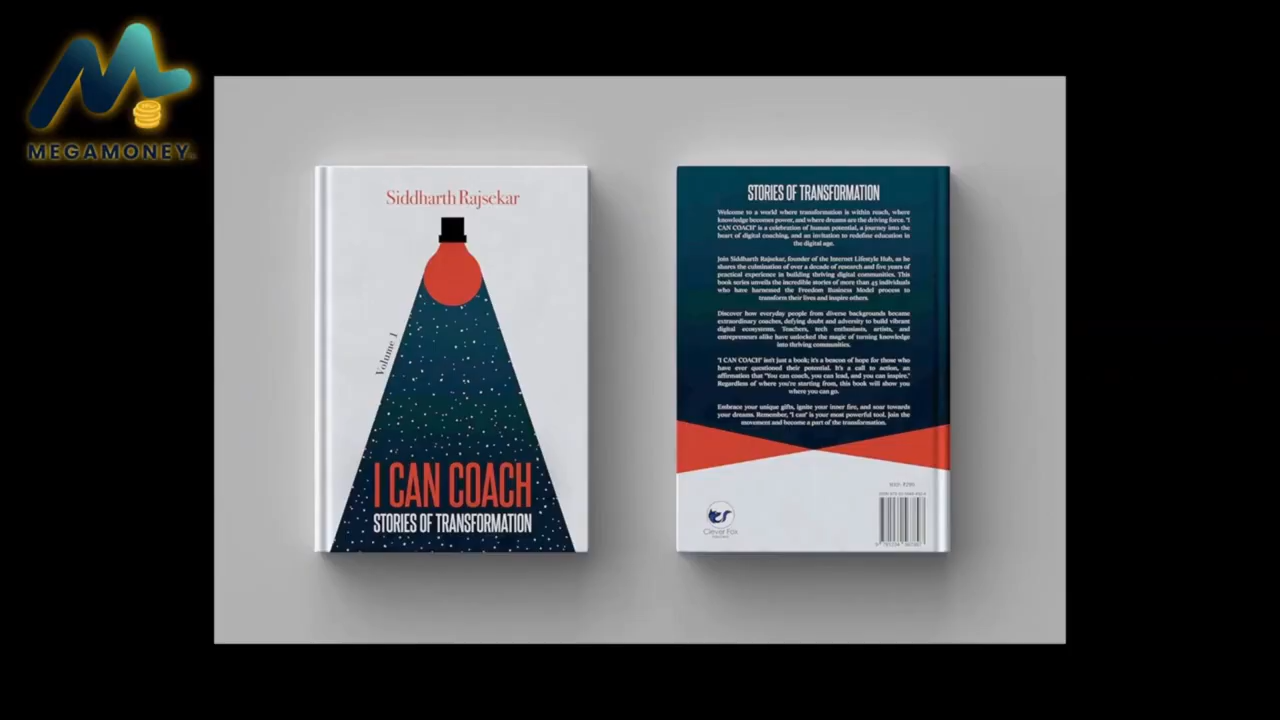 MEGAMONEY
Siddharth Rajsekar
Volume 1
I CAN COACH
STORIES OF TRANSFORMATION
STORIES OF TRANSFORMATION
Welcome to a world where transformation is within reach, where
knowledge becomes power, and where dreams are the driving force. "I
CAN COACH" is a celebration of human potential, a journey into the
heart of digital coaching, and an invitation to redefine education in
the digital age.
Join Siddharth Rajsekar, founder of the Internet Lifestyle Hub, as he
shares the culmination of over a decade of research and five years of
practical experience in building thriving digital communities. This
book series unveils the incredible stories of more than 45 individuals
who have harnessed the Freedom Business Model process to
transform their lives and inspire others.
Discover how everyday people from diverse backgrounds became
extraordinary coaches, defying doubt and adversity to build vibrant
digital ecosystems. Teachers, tech enthusiasts, artists, and
entrepreneurs alike have unlocked the magic of turning knowledge
into thriving communities.
"I CAN COACH" isn't just a book; it's a beacon of hope for those who
have ever questioned their potential. It's a call to action, an
affirmation that "You can coach, you can lead, and you can inspire."
Regardless of where you're starting from, this book will show you
where you can go.
Embrace your unique gifts, ignite your inner fire, and soar towards
your dreams. Remember, "I can" is your most powerful tool. Join the
movement and become a part of the transformation.
Clever Fox